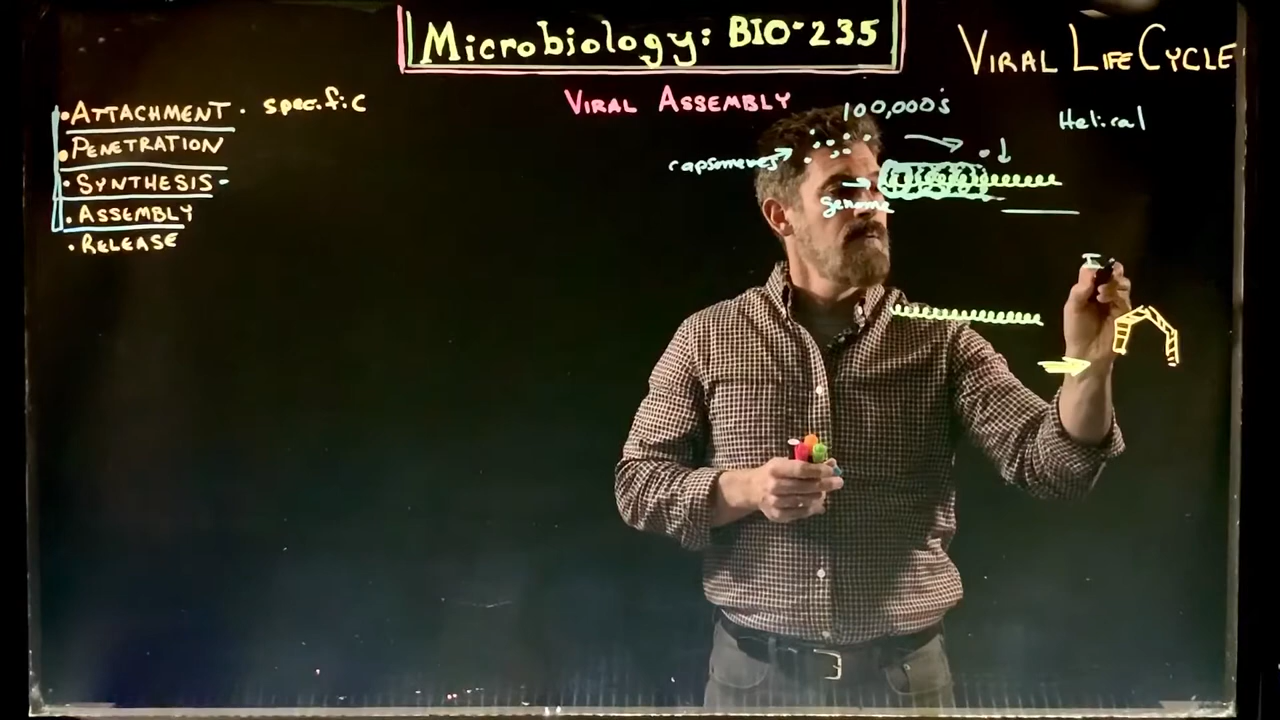 Microbiology: BIO-235
VIRAL LIFE CYCLE
ATTACHMENT · specific
PENETRATION
SYNTHESIS
ASSEMBLY
RELEASE
VIRAL ASSEMBLY
100,000's
Helical
capsomeres
genome
I